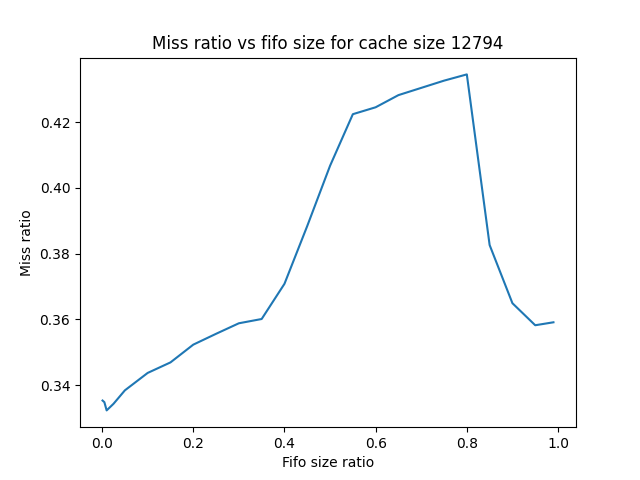 Miss ratio vs fifo size for cache size 12794
0.42
0.40
0.38
0.36
0.34
Miss ratio
0.0 0.2 0.4 0.6 0.8 1.0
Fifo size ratio